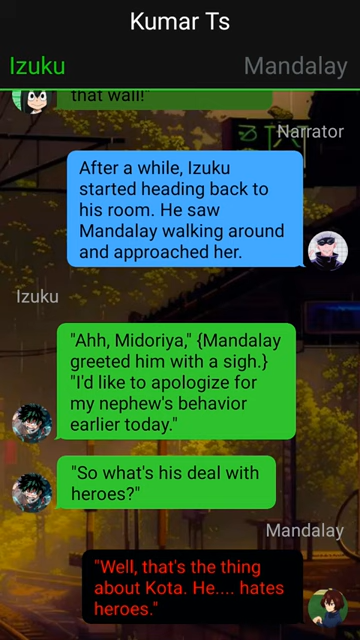 Kumar Ts
Izuku
Mandalay
that wall!"
Narrator
After a while, Izuku
started heading back to
his room. He saw
Mandalay walking around
and approached her.
Izuku
"Ahh, Midoriya," {Mandalay
greeted him with a sigh.}
"I'd like to apologize for
my nephew's behavior
earlier today."
"So what's his deal with
heroes?"
Mandalay
"Well, that's the thing
about Kota. He.... hates
heroes."